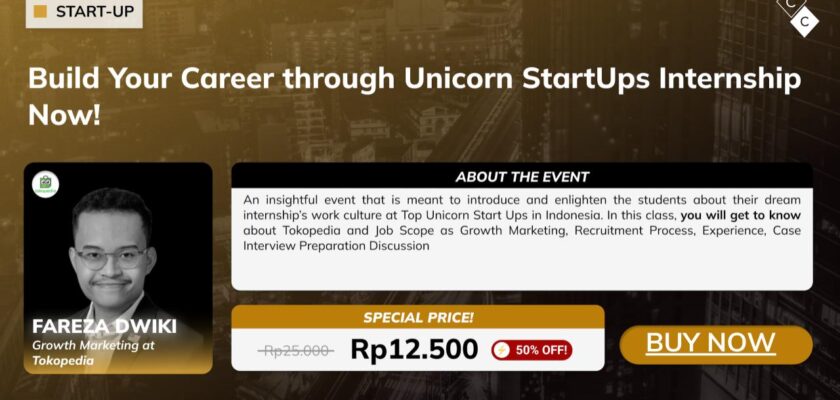 START-UP
C
C
Build Your Career through Unicorn StartUps Internship
Now!
tokopedia
FAREZA DWIKI
Growth Marketing at
Tokopedia
ABOUT THE EVENT
An insightful event that is meant to introduce and enlighten the students about their dream
internship's work culture at Top Unicorn Start Ups in Indonesia. In this class, you will get to know
about Tokopedia and Job Scope as Growth Marketing, Recruitment Process, Experience, Case
Interview Preparation Discussion
SPECIAL PRICE!
Rp25.000 Rp12.500 50% OFF!
BUY NOW